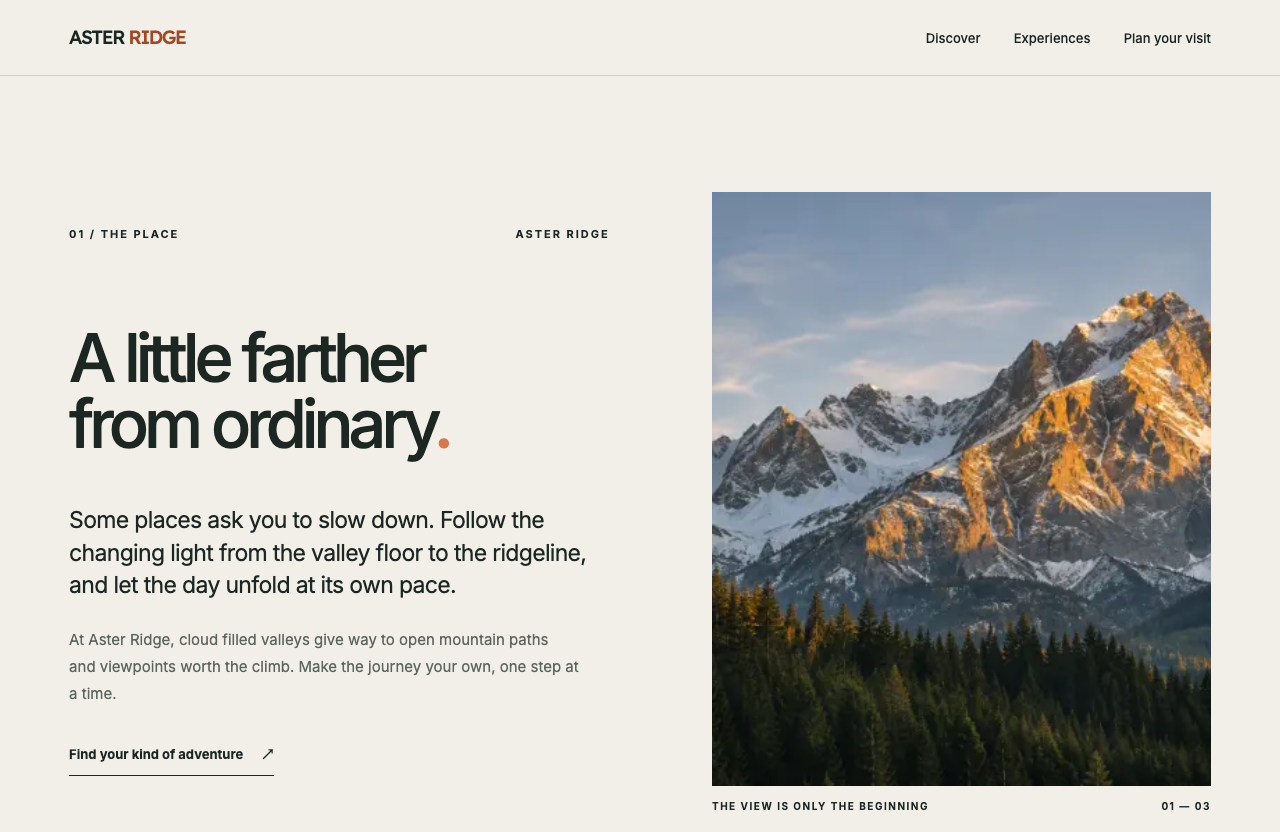 ASTER RIDGE
Discover
Experiences
Plan your visit
01 / THE PLACE
ASTER RIDGE
A little farther
from ordinary.
Some places ask you to slow down. Follow the
changing light from the valley floor to the ridgeline,
and let the day unfold at its own pace.
At Aster Ridge, cloud filled valleys give way to open mountain paths
and viewpoints worth the climb. Make the journey your own, one step at
a time.
Find your kind of adventure ↗
THE VIEW IS ONLY THE BEGINNING
01 — 03